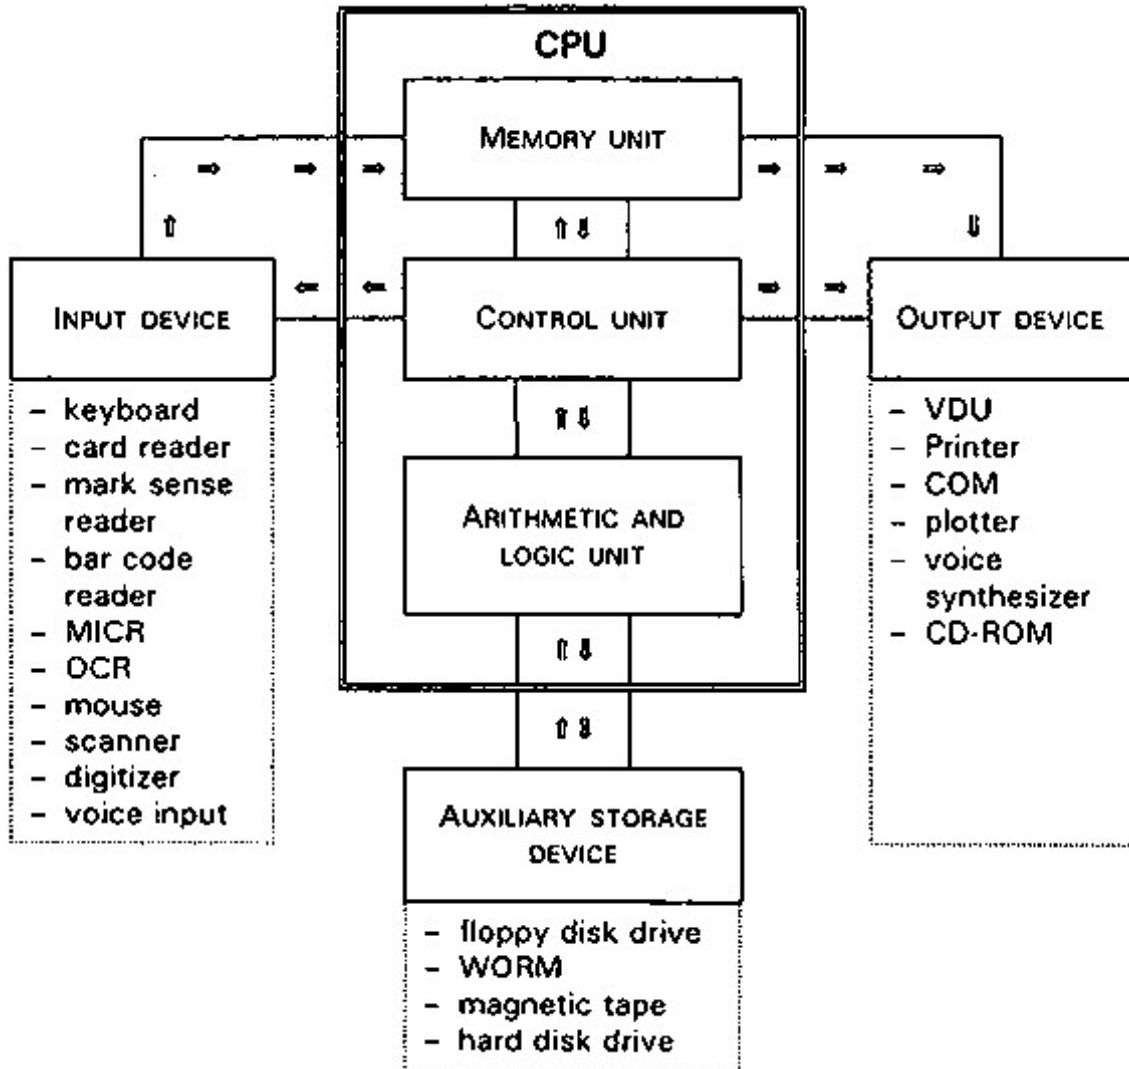 CPU
MEMORY UNIT
INPUT DEVICE
CONTROL UNIT
OUTPUT DEVICE
- keyboard
- card reader
- mark sense
reader
- bar code
reader
- MICR
- OCR
- mouse
- scanner
- digitizer
- voice input
ARITHMETIC AND
LOGIC UNIT
- VDU
- Printer
- COM
- plotter
- voice
synthesizer
- CD-ROM
AUXILIARY STORAGE
DEVICE
- floppy disk drive
- WORM
- magnetic tape
- hard disk drive